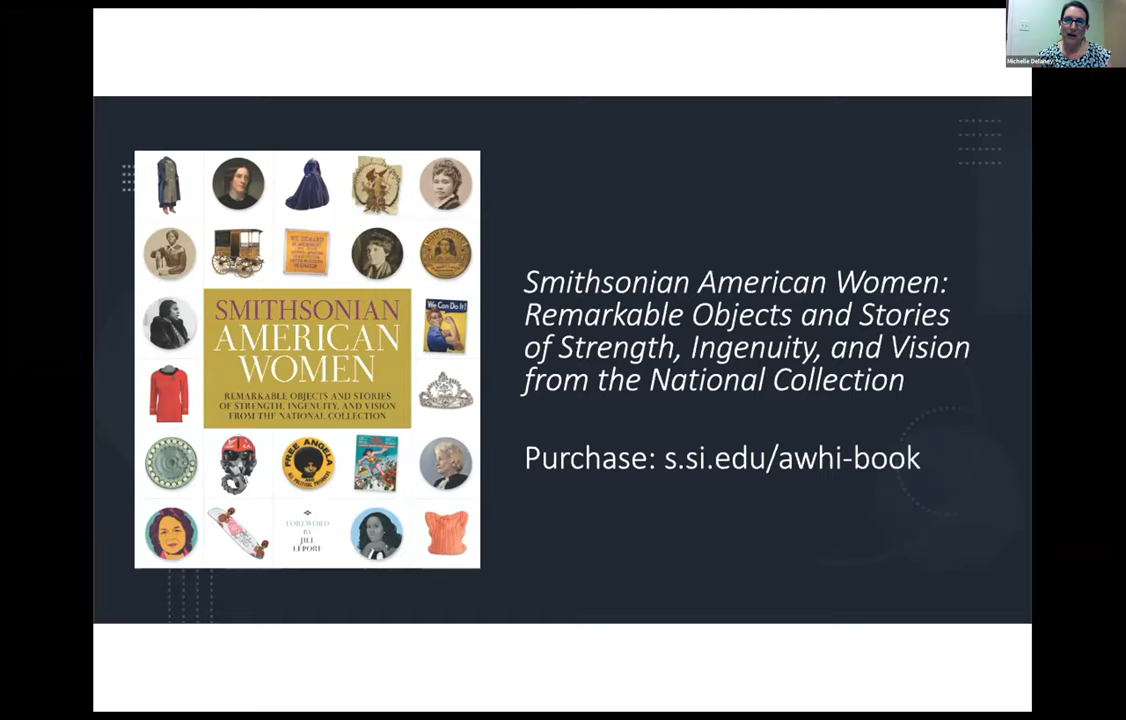 Michelle Delaney
WE DEMAND
We Can Do It!
SMITHSONIAN
AMERICAN
WOMEN
REMARKABLE OBJECTS AND STORIES
OF STRENGTH, INGENUITY, AND VISION
FROM THE NATIONAL COLLECTION
FREE ANGELA
FOREWORD
BY
JILL
LEPORE
Smithsonian American Women:
Remarkable Objects and Stories
of Strength, Ingenuity, and Vision
from the National Collection
Purchase: s.si.edu/awhi-book